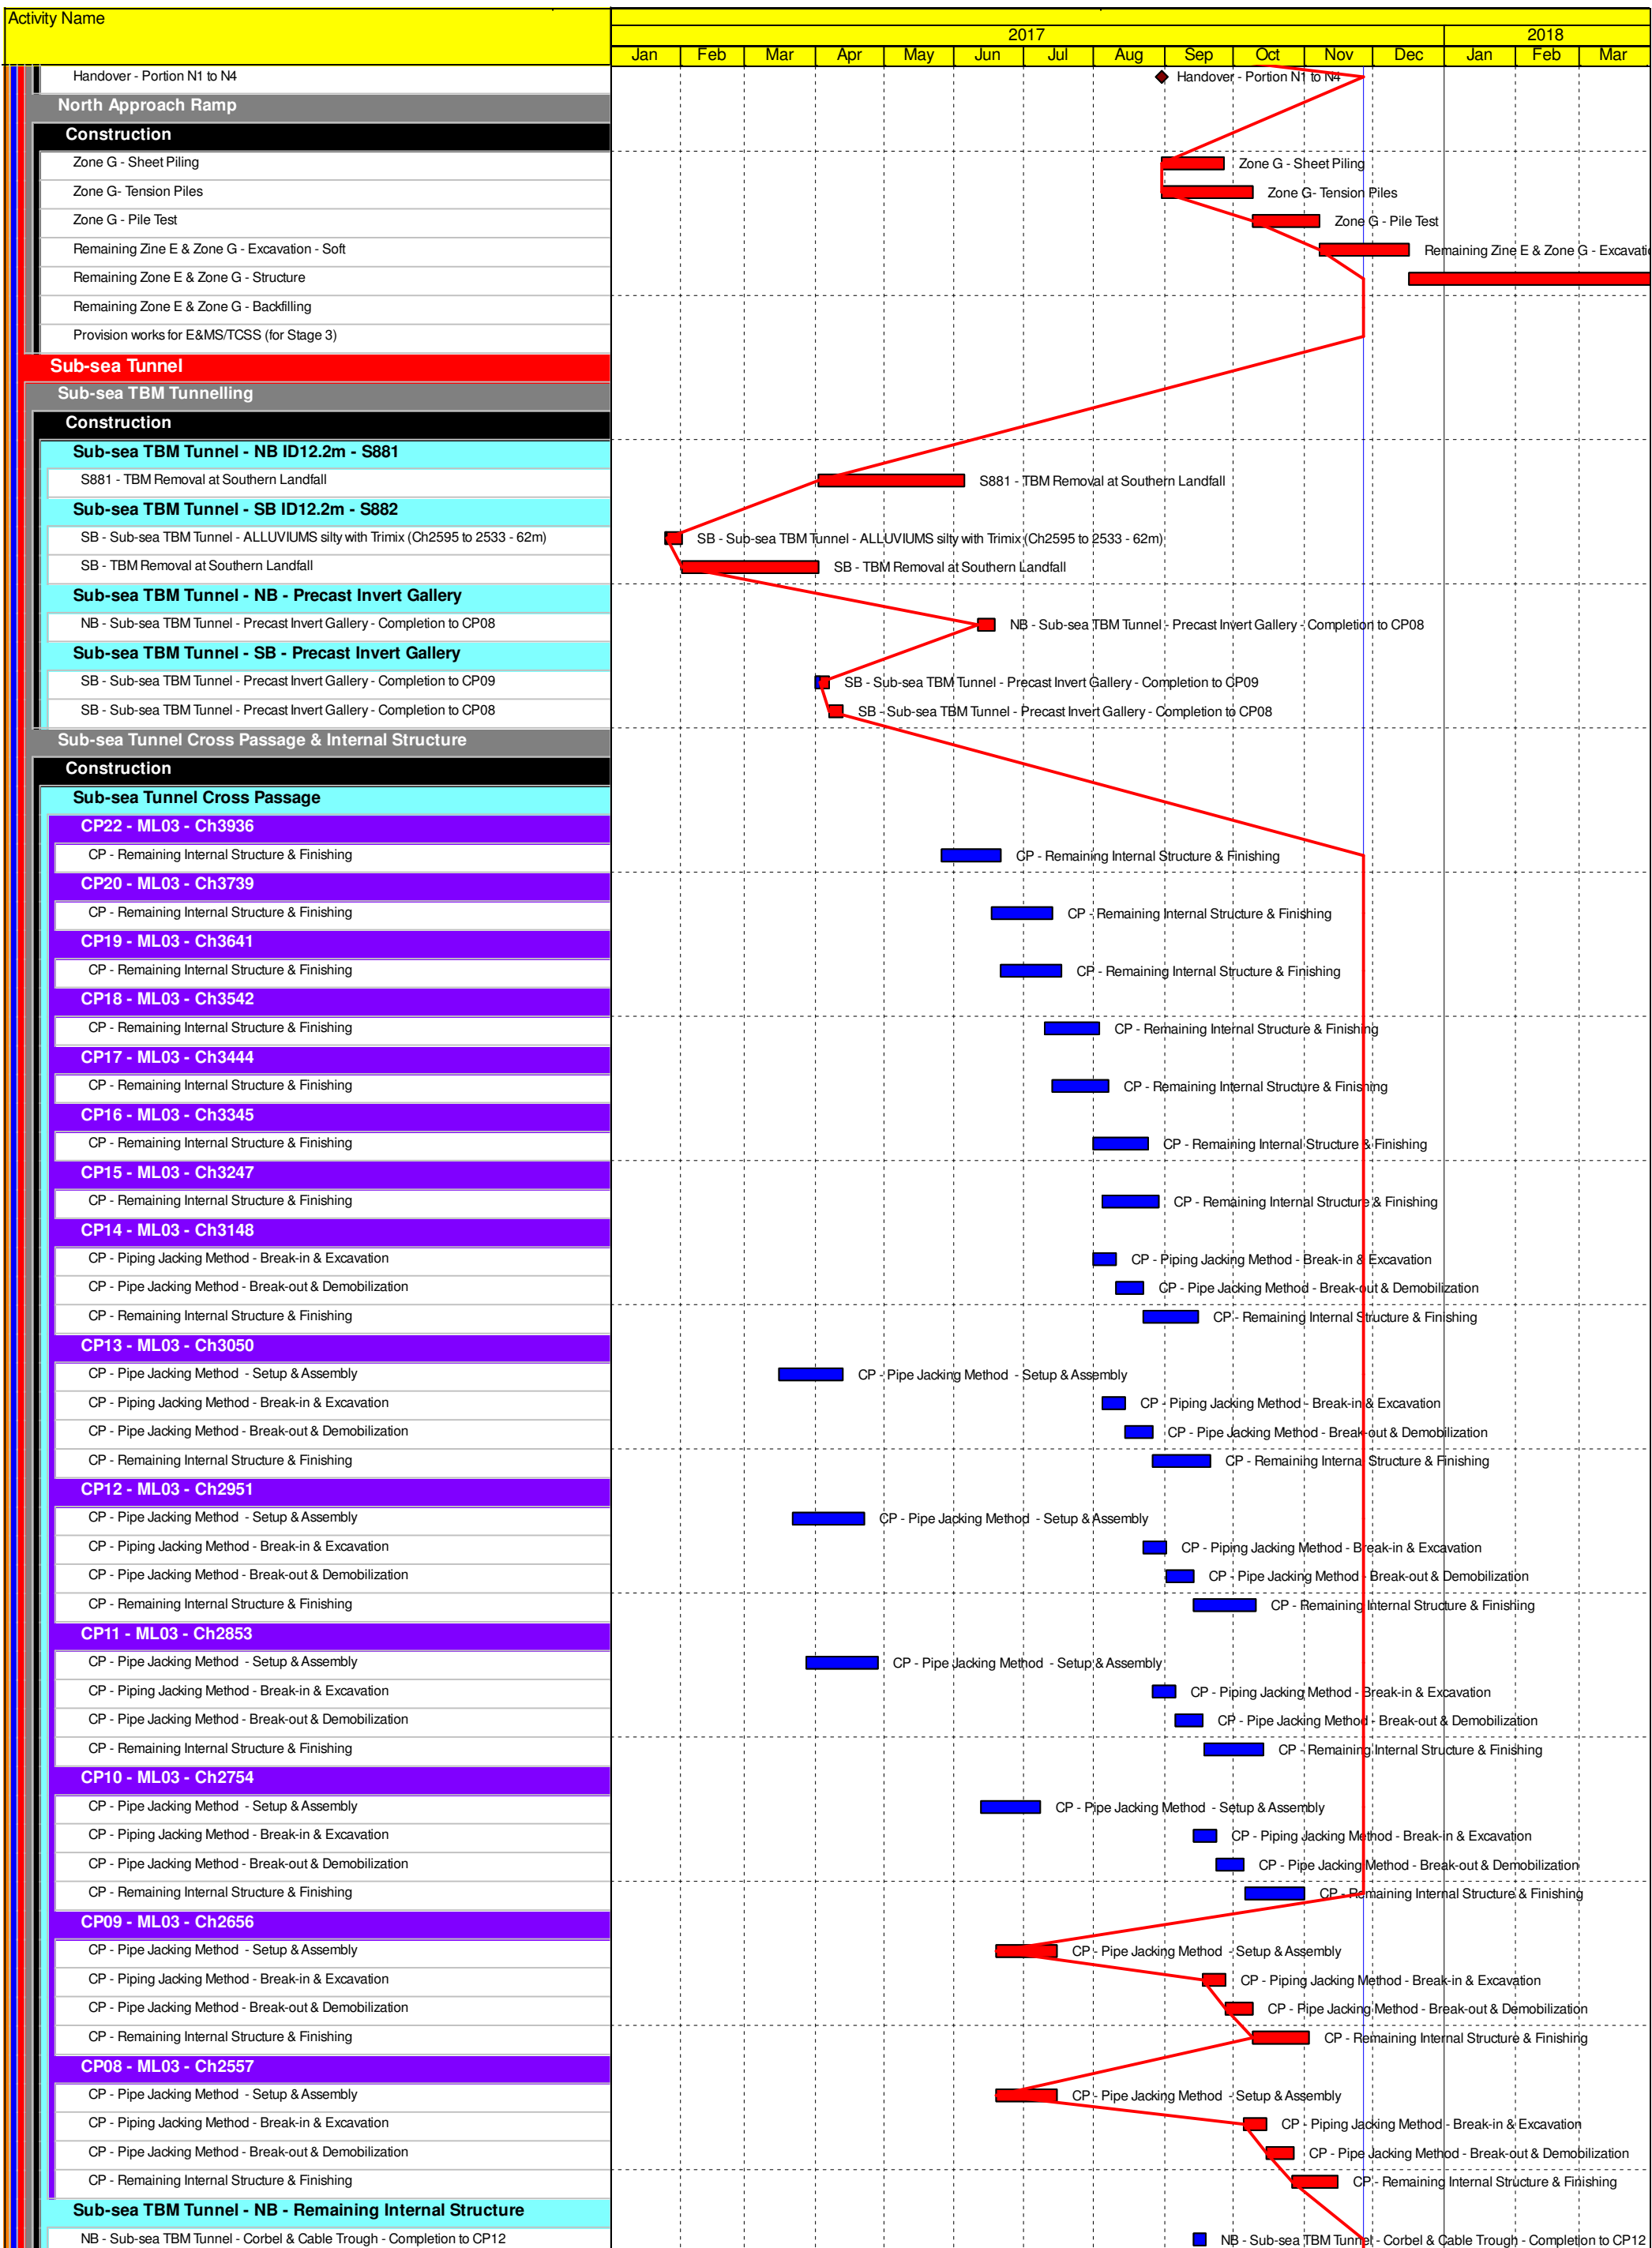 Activity Name
2017 2018
Jan Feb Mar Apr May Jun Jul Aug Sep Oct Nov Dec Jan Feb Mar
Handover - Portion N1 to N4 Handover - Portion N1 to N4
North Approach Ramp
Construction
Zone G - Sheet Piling Zone G - Sheet Piling
Zone G- Tension Piles Zone G- Tension Piles
Zone G - Pile Test Zone G - Pile Test
Remaining Zine E & Zone G - Excavation - Soft Remaining Zine E & Zone G - Excavati
Remaining Zone E & Zone G - Structure
Remaining Zone E & Zone G - Backfilling
Provision works for E&MS/TCSS (for Stage 3)
Sub-sea Tunnel
Sub-sea TBM Tunnelling
Construction
Sub-sea TBM Tunnel - NB ID12.2m - S881
S881 - TBM Removal at Southern Landfall S881 - TBM Removal at Southern Landfall
Sub-sea TBM Tunnel - SB ID12.2m - S882
SB - Sub-sea TBM Tunnel - ALLUVIUMS silty with Trimix (Ch2595 to 2533 - 62m) SB - Sub-sea TBM Tunnel - ALLUVIUMS silty with Trimix (Ch2595 to 2533 - 62m)
SB - TBM Removal at Southern Landfall SB - TBM Removal at Southern Landfall
Sub-sea TBM Tunnel - NB - Precast Invert Gallery
NB - Sub-sea TBM Tunnel - Precast Invert Gallery - Completion to CP08 NB - Sub-sea TBM Tunnel - Precast Invert Gallery - Completion to CP08
Sub-sea TBM Tunnel - SB - Precast Invert Gallery
SB - Sub-sea TBM Tunnel - Precast Invert Gallery - Completion to CP09 SB - Sub-sea TBM Tunnel - Precast Invert Gallery - Completion to CP09
SB - Sub-sea TBM Tunnel - Precast Invert Gallery - Completion to CP08 SB - Sub-sea TBM Tunnel - Precast Invert Gallery - Completion to CP08
Sub-sea Tunnel Cross Passage & Internal Structure
Construction
Sub-sea Tunnel Cross Passage
CP22 - ML03 - Ch3936
CP - Remaining Internal Structure & Finishing CP - Remaining Internal Structure & Finishing
CP20 - ML03 - Ch3739
CP - Remaining Internal Structure & Finishing CP - Remaining Internal Structure & Finishing
CP19 - ML03 - Ch3641
CP - Remaining Internal Structure & Finishing CP - Remaining Internal Structure & Finishing
CP18 - ML03 - Ch3542
CP - Remaining Internal Structure & Finishing CP - Remaining Internal Structure & Finishing
CP17 - ML03 - Ch3444
CP - Remaining Internal Structure & Finishing CP - Remaining Internal Structure & Finishing
CP16 - ML03 - Ch3345
CP - Remaining Internal Structure & Finishing CP - Remaining Internal Structure & Finishing
CP15 - ML03 - Ch3247
CP - Remaining Internal Structure & Finishing CP - Remaining Internal Structure & Finishing
CP14 - ML03 - Ch3148
CP - Piping Jacking Method - Break-in & Excavation CP - Piping Jacking Method - Break-in & Excavation
CP - Pipe Jacking Method - Break-out & Demobilization CP - Pipe Jacking Method - Break-out & Demobilization
CP - Remaining Internal Structure & Finishing CP - Remaining Internal Structure & Finishing
CP13 - ML03 - Ch3050
CP - Pipe Jacking Method - Setup & Assembly CP - Pipe Jacking Method - Setup & Assembly
CP - Piping Jacking Method - Break-in & Excavation CP - Piping Jacking Method - Break-in & Excavation
CP - Pipe Jacking Method - Break-out & Demobilization CP - Pipe Jacking Method - Break-out & Demobilization
CP - Remaining Internal Structure & Finishing CP - Remaining Internal Structure & Finishing
CP12 - ML03 - Ch2951
CP - Pipe Jacking Method - Setup & Assembly CP - Pipe Jacking Method - Setup & Assembly
CP - Piping Jacking Method - Break-in & Excavation CP - Piping Jacking Method - Break-in & Excavation
CP - Pipe Jacking Method - Break-out & Demobilization CP - Pipe Jacking Method - Break-out & Demobilization
CP - Remaining Internal Structure & Finishing CP - Remaining Internal Structure & Finishing
CP11 - ML03 - Ch2853
CP - Pipe Jacking Method - Setup & Assembly CP - Pipe Jacking Method - Setup & Assembly
CP - Piping Jacking Method - Break-in & Excavation CP - Piping Jacking Method - Break-in & Excavation
CP - Pipe Jacking Method - Break-out & Demobilization CP - Pipe Jacking Method - Break-out & Demobilization
CP - Remaining Internal Structure & Finishing CP - Remaining Internal Structure & Finishing
CP10 - ML03 - Ch2754
CP - Pipe Jacking Method - Setup & Assembly CP - Pipe Jacking Method - Setup & Assembly
CP - Piping Jacking Method - Break-in & Excavation CP - Piping Jacking Method - Break-in & Excavation
CP - Pipe Jacking Method - Break-out & Demobilization CP - Pipe Jacking Method - Break-out & Demobilization
CP - Remaining Internal Structure & Finishing CP - Remaining Internal Structure & Finishing
CP09 - ML03 - Ch2656
CP - Pipe Jacking Method - Setup & Assembly CP - Pipe Jacking Method - Setup & Assembly
CP - Piping Jacking Method - Break-in & Excavation CP - Piping Jacking Method - Break-in & Excavation
CP - Pipe Jacking Method - Break-out & Demobilization CP - Pipe Jacking Method - Break-out & Demobilization
CP - Remaining Internal Structure & Finishing CP - Remaining Internal Structure & Finishing
CP08 - ML03 - Ch2557
CP - Pipe Jacking Method - Setup & Assembly CP - Pipe Jacking Method - Setup & Assembly
CP - Piping Jacking Method - Break-in & Excavation CP - Piping Jacking Method - Break-in & Excavation
CP - Pipe Jacking Method - Break-out & Demobilization CP - Pipe Jacking Method - Break-out & Demobilization
CP - Remaining Internal Structure & Finishing CP - Remaining Internal Structure & Finishing
Sub-sea TBM Tunnel - NB - Remaining Internal Structure
NB - Sub-sea TBM Tunnel - Corbel & Cable Trough - Completion to CP12 NB - Sub-sea TBM Tunnel - Corbel & Cable Trough - Completion to CP12